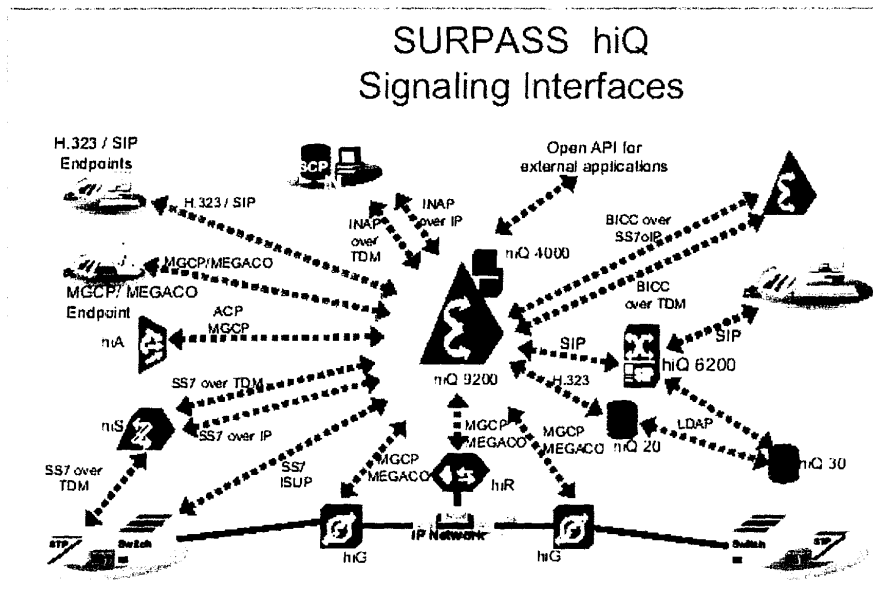 SURPASS hiQ
Signaling Interfaces
H.323 / SIP
Endpoints
SCP
Open API for
external applications
H.323 / SIP
INAP
over
TDM
INAP
over IP
BICC over
SS7oIP
hiQ 4000
MGCP/MEGACO
MGCP/ MEGACO
Endpoint
BICC
over TDM
ACP
MGCP
hiA
SIP
SIP
hiQ 6200
hiQ 9200
H.323
SS7 over TDM
hiS
SS7 over IP
MGCP
MEGACO
MGCP
MEGACO
LDAP
hiQ 20
hiQ 30
SS7 over
TDM
SS7
ISUP
MGCP
MEGACO
hiR
STP
Switch
IP Network
hiG
hiG
Switch
STP